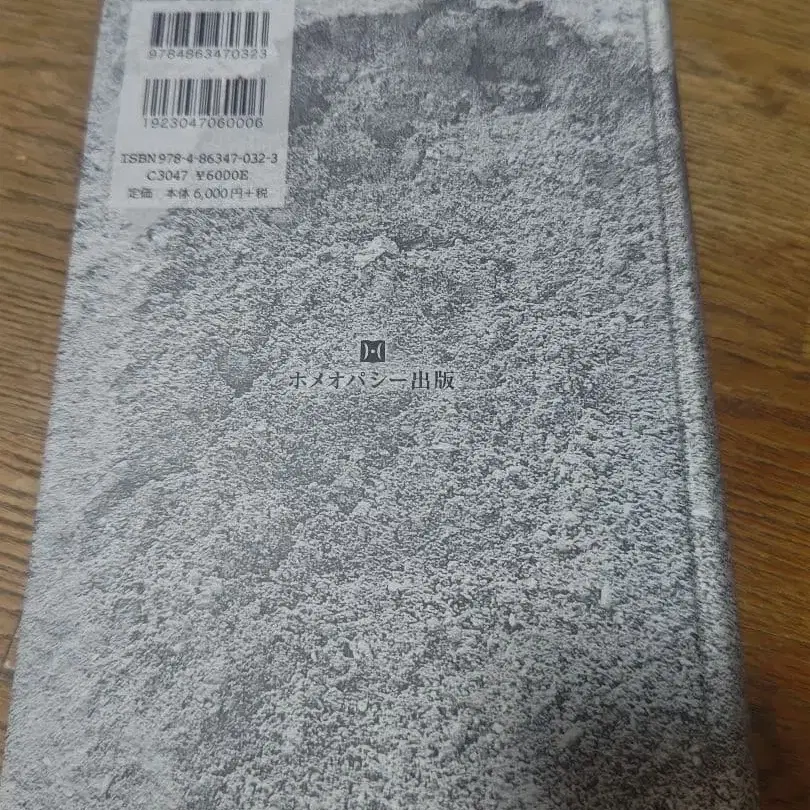 9784863470323
1923047060006
ISBN978-4-86347-032-3
C3047 ¥6000E
定価 本体 6,000円+税
ホメオパシー出版